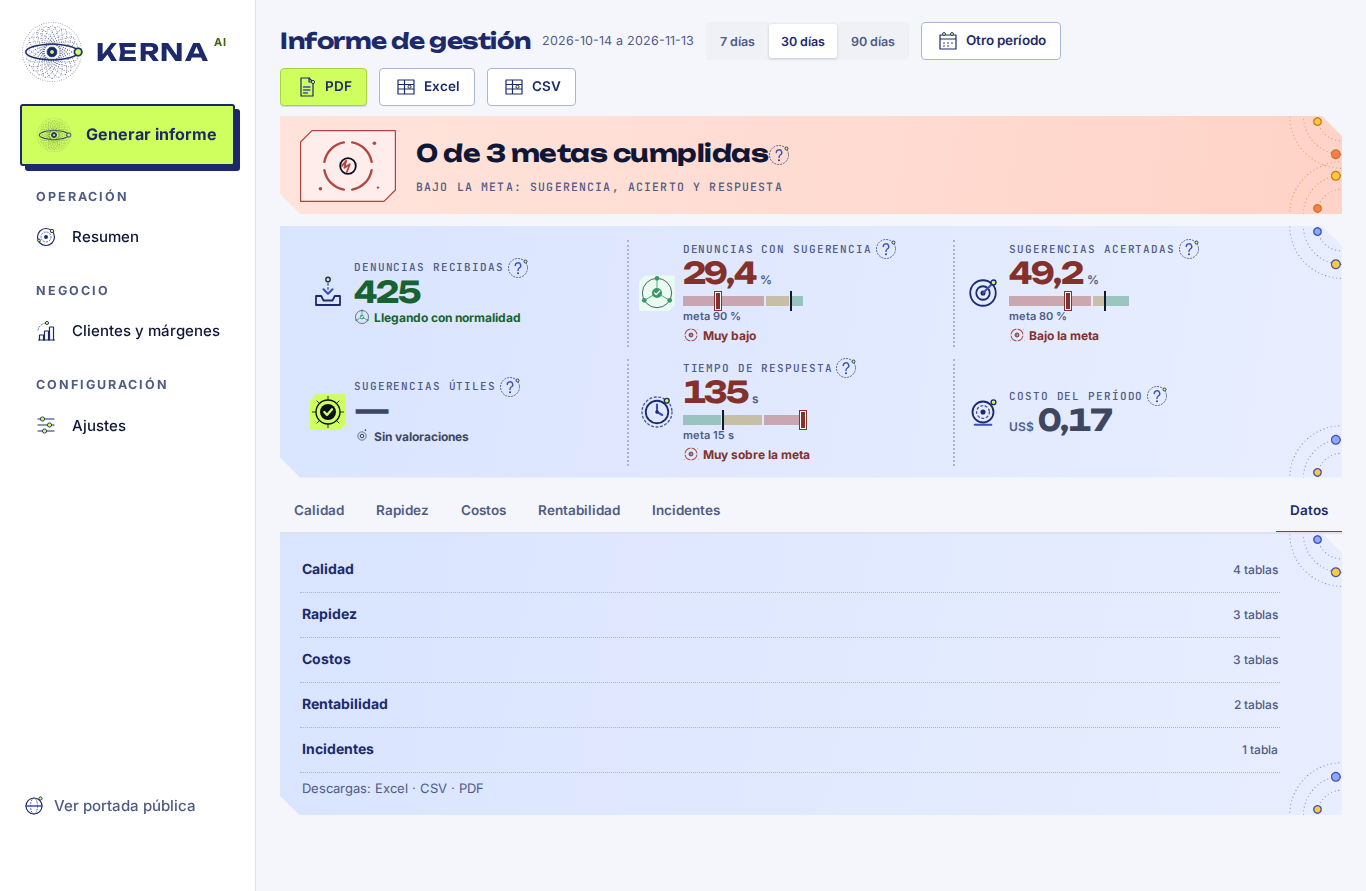 KERNA AI
Generar informe
OPERACIÓN
Resumen
NEGOCIO
Clientes y márgenes
CONFIGURACIÓN
Ajustes
Ver portada pública
Informe de gestión 2026-10-14 a 2026-11-13 7 días 30 días 90 días Otro período
PDF Excel CSV
0 de 3 metas cumplidas ?
BAJO LA META: SUGERENCIA, ACIERTO Y RESPUESTA
DENUNCIAS RECIBIDAS ?
425
Llegando con normalidad
DENUNCIAS CON SUGERENCIA ?
29,4 %
meta 90 %
Muy bajo
SUGERENCIAS ACERTADAS ?
49,2 %
meta 80 %
Bajo la meta
SUGERENCIAS ÚTILES ?
—
Sin valoraciones
TIEMPO DE RESPUESTA ?
135 s
meta 15 s
Muy sobre la meta
COSTO DEL PERÍODO ?
US$ 0,17
Calidad Rapidez Costos Rentabilidad Incidentes Datos
Calidad 4 tablas
Rapidez 3 tablas
Costos 3 tablas
Rentabilidad 2 tablas
Incidentes 1 tabla
Descargas: Excel · CSV · PDF